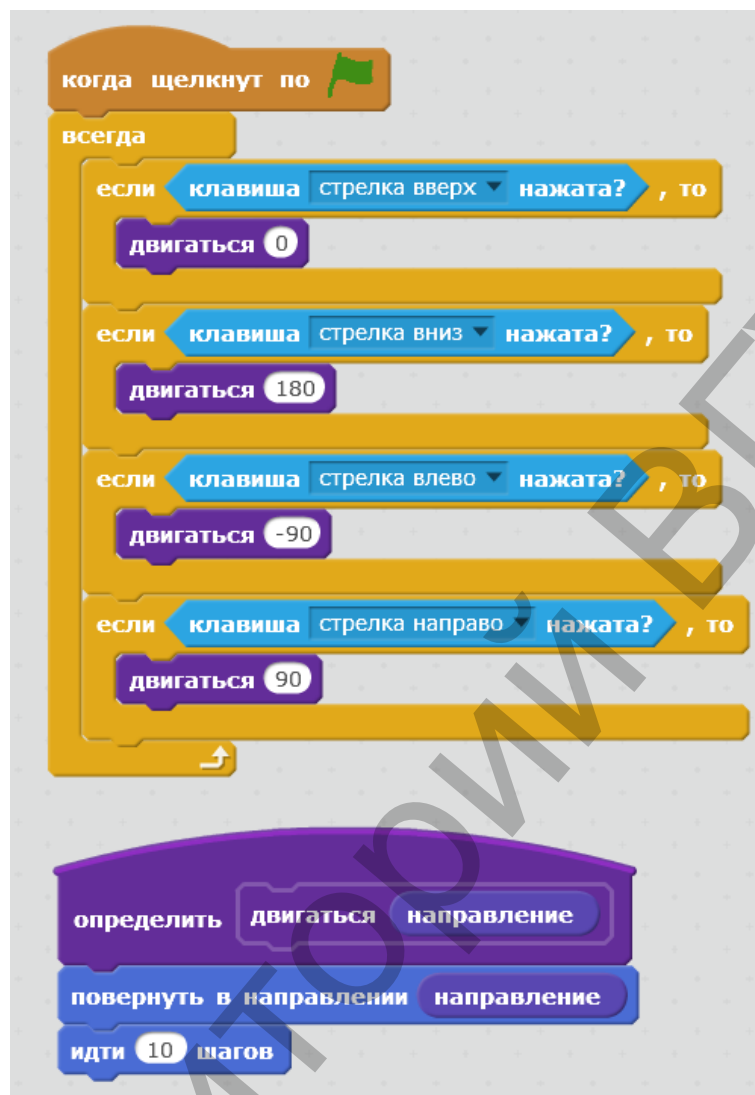 когда щелкнут по
всегда
если клавиша стрелка вверх нажата? , то
двигаться 0
если клавиша стрелка вниз нажата? , то
двигаться 180
если клавиша стрелка влево нажата? , то
двигаться -90
если клавиша стрелка направо нажата? , то
двигаться 90
определить двигаться направление
повернуть в направлении направление
идти 10 шагов